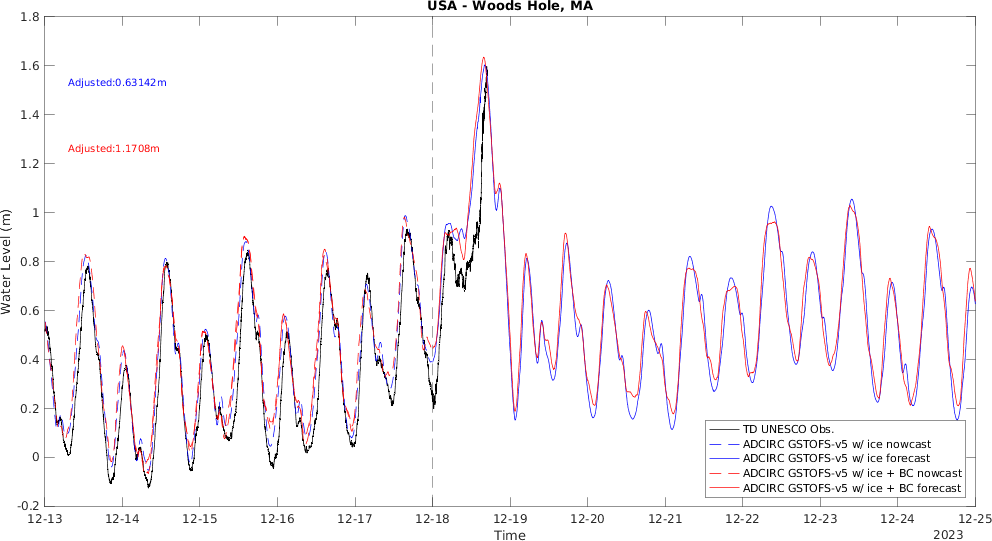 USA - Woods Hole, MA
Water Level (m)
1.8
1.6
1.4
1.2
1
0.8
0.6
0.4
0.2
0
-0.2
Adjusted:0.63142m
Adjusted:1.1708m
TD UNESCO Obs.
ADCIRC GSTOFS-v5 w/ ice nowcast
ADCIRC GSTOFS-v5 w/ ice forecast
ADCIRC GSTOFS-v5 w/ ice + BC nowcast
ADCIRC GSTOFS-v5 w/ ice + BC forecast
12-13 12-14 12-15 12-16 12-17 12-18 12-19 12-20 12-21 12-22 12-23 12-24 12-25
Time
2023